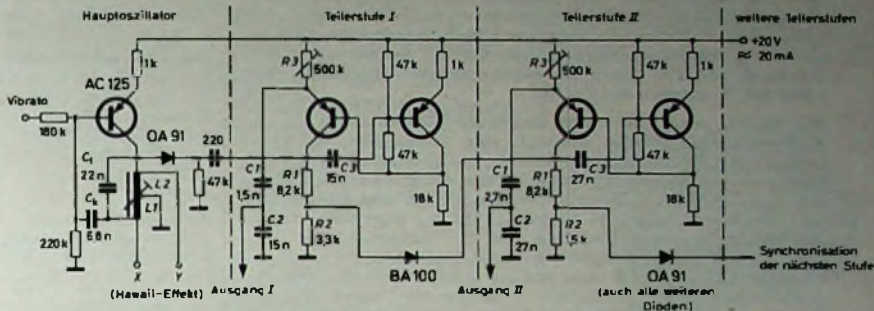 Hauptoszillator
Teilerstufe I
Teilerstufe II
weitere Teilerstufen
+20V
≈ 20 mA
1k
R3
500k
47k
1k
R3
500k
47k
1k
AC 125
Vibrato
180k
OA 91
220
C3
15n
47k
C3
27n
47k
C1
22n
47k
C1
1,5n
R1
8,2k
18k
C1
2,7n
R1
8,2k
18k
L2
L1
Ck
6,8n
220k
C2
15n
R2
3,3k
C2
27n
R2
1,5k
Synchronisation
der nächsten Stufe
X
Y
BA 100
OA 91
(Hawaii-Effekt)
Ausgang I
Ausgang II
(auch alle weiteren
Dioden)